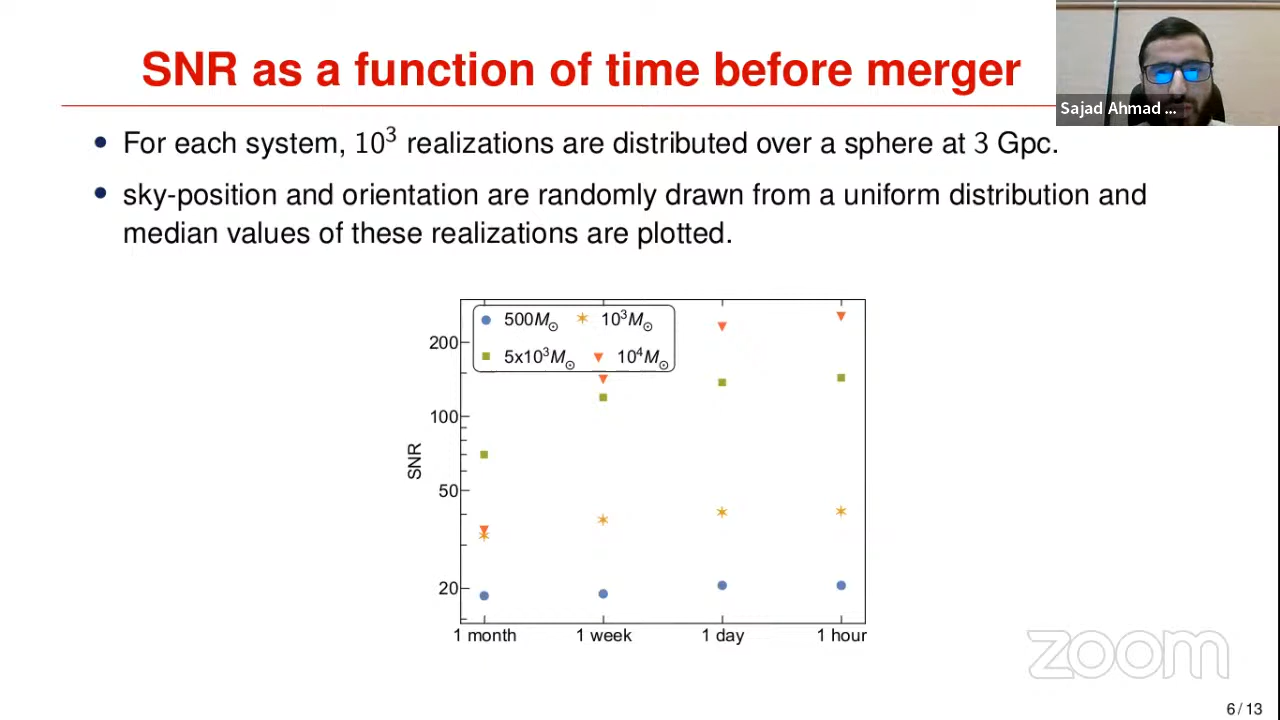 SNR as a function of time before merger
Sajad Ahmad ...
• For each system, 10³ realizations are distributed over a sphere at 3 Gpc.
• sky-position and orientation are randomly drawn from a uniform distribution and
median values of these realizations are plotted.
500M⊙ 10³M⊙
5x10³M⊙ 10⁴M⊙
200
100
50
20
SNR
1 month 1 week 1 day 1 hour
zoom
6 / 13